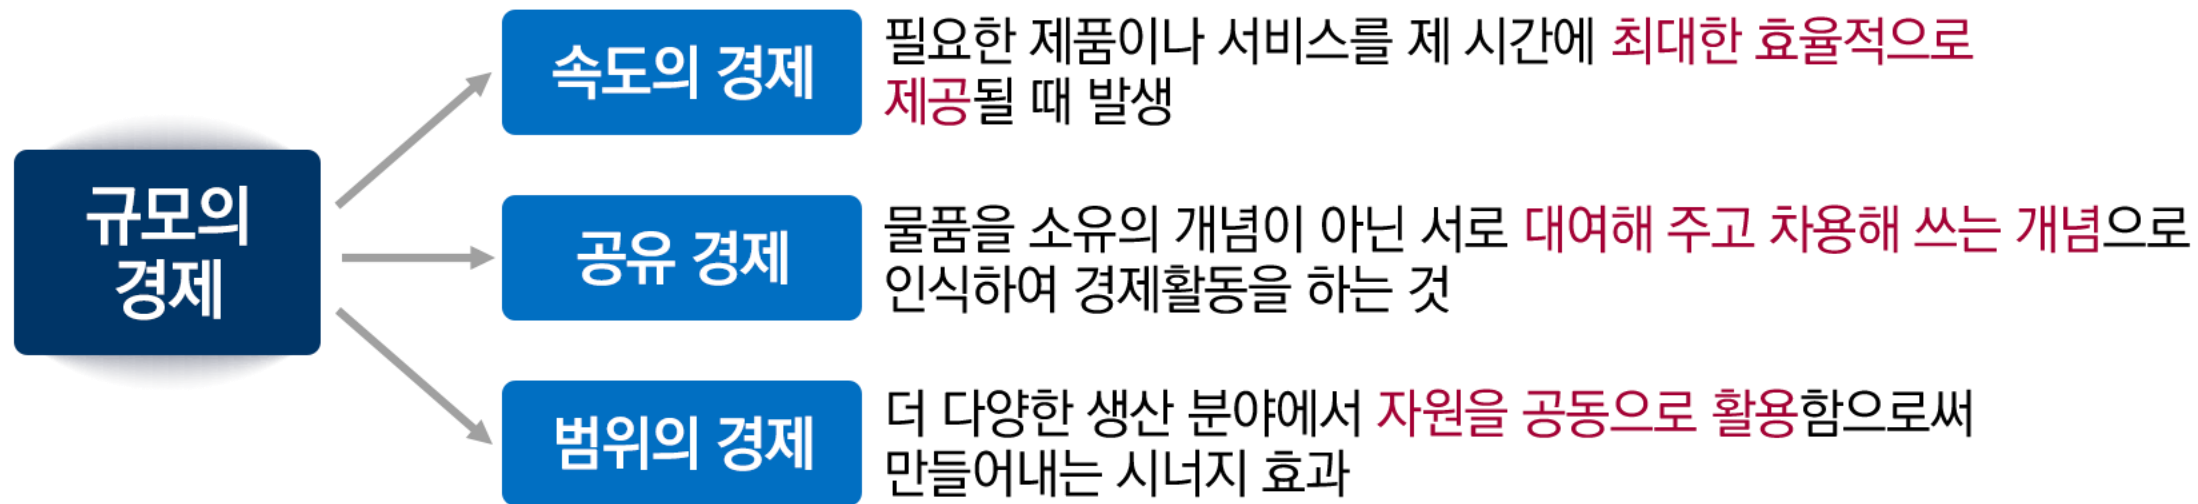 규모의
경제
속도의 경제
필요한 제품이나 서비스를 제 시간에 최대한 효율적으로
제공될 때 발생
공유 경제
물품을 소유의 개념이 아닌 서로 대여해 주고 차용해 쓰는 개념으로
인식하여 경제활동을 하는 것
범위의 경제
더 다양한 생산 분야에서 자원을 공동으로 활용함으로써
만들어내는 시너지 효과